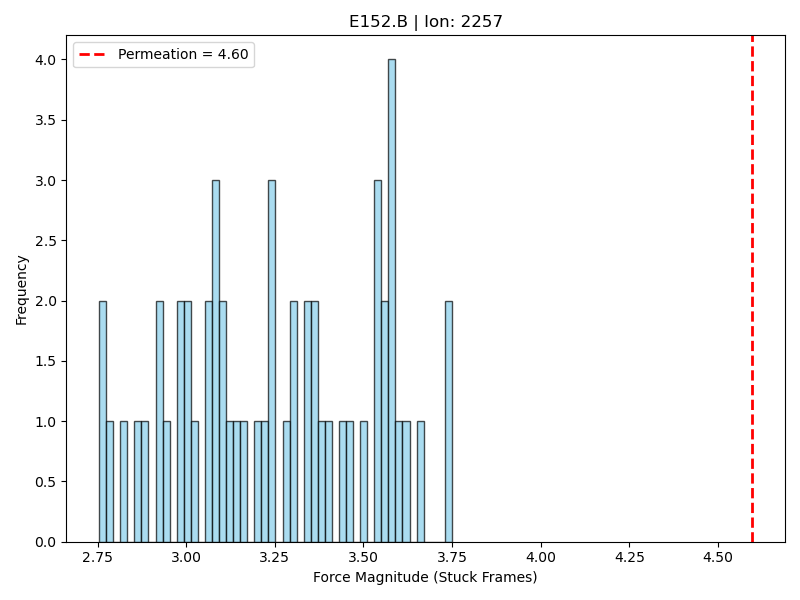 E152.B | Ion: 2257
Permeation = 4.60
4.0
3.5
3.0
2.5
2.0
1.5
1.0
0.5
0.0
Frequency
2.75 3.00 3.25 3.50 3.75 4.00 4.25 4.50
Force Magnitude (Stuck Frames)